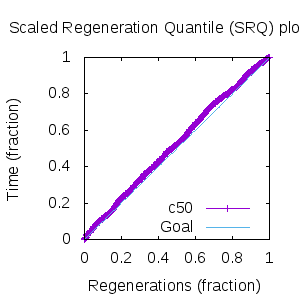 Scaled Regeneration Quantile (SRQ) plo
1
0.8
0.6
0.4
0.2
0
Time (fraction)
c50
Goal
0 0.2 0.4 0.6 0.8 1
Regenerations (fraction)